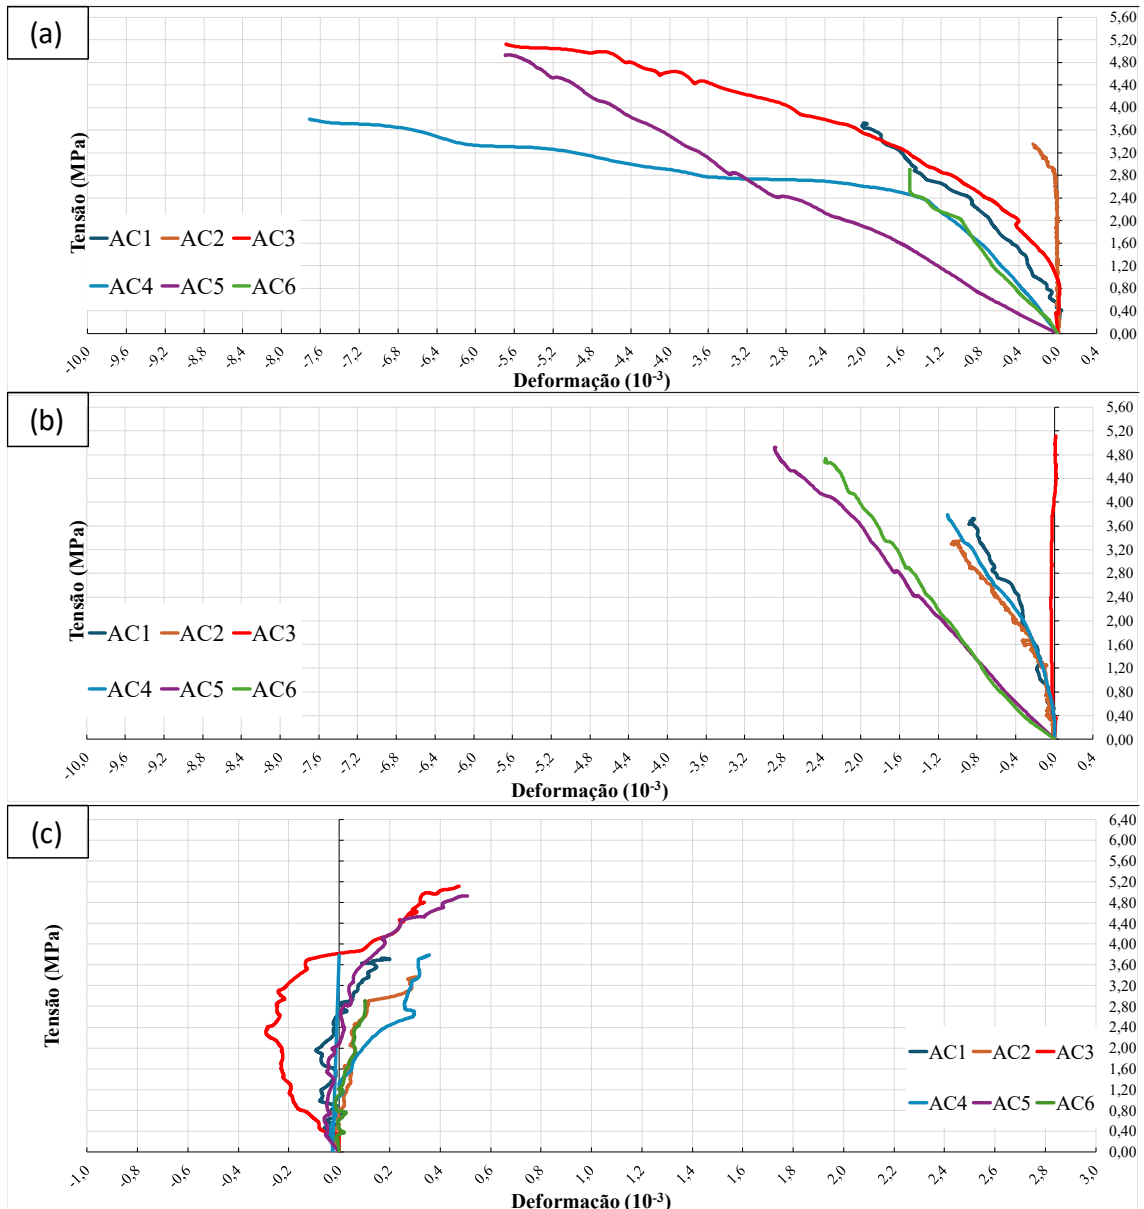 (a)
5,60
5,20
4,80
4,40
4,00
3,60
3,20
2,80
2,40
2,00
1,60
1,20
0,80
0,40
0,00
Tensão (MPa)
AC1 AC2 AC3
AC4 AC5 AC6
-10,0 -9,6 -9,2 -8,8 -8,4 -8,0 -7,6 -7,2 -6,8 -6,4 -6,0 -5,6 -5,2 -4,8 -4,4 -4,0 -3,6 -3,2 -2,8 -2,4 -2,0 -1,6 -1,2 -0,8 -0,4 0,0 0,4
Deformação (10-3)
(b)
5,60
5,20
4,80
4,40
4,00
3,60
3,20
2,80
2,40
2,00
1,60
1,20
0,80
0,40
0,00
Tensão (MPa)
AC1 AC2 AC3
AC4 AC5 AC6
-10,0 -9,6 -9,2 -8,8 -8,4 -8,0 -7,6 -7,2 -6,8 -6,4 -6,0 -5,6 -5,2 -4,8 -4,4 -4,0 -3,6 -3,2 -2,8 -2,4 -2,0 -1,6 -1,2 -0,8 -0,4 0,0 0,4
Deformação (10-3)
(c)
6,40
6,00
5,60
5,20
4,80
4,40
4,00
3,60
3,20
2,80
2,40
2,00
1,60
1,20
0,80
0,40
0,00
Tensão (MPa)
AC1 AC2 AC3
AC4 AC5 AC6
-1,0 -0,8 -0,6 -0,4 -0,2 0,0 0,2 0,4 0,6 0,8 1,0 1,2 1,4 1,6 1,8 2,0 2,2 2,4 2,6 2,8 3,0
Deformação (10-3)